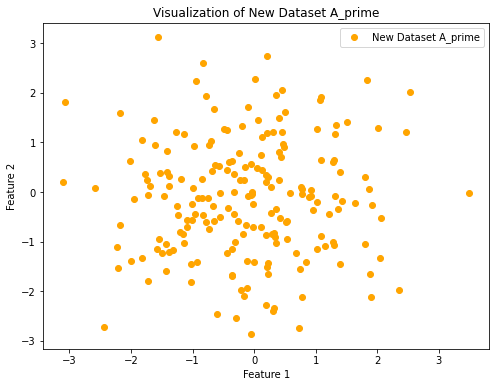 Visualization of New Dataset A_prime
New Dataset A_prime
3
2
1
0
−1
−2
−3
Feature 2
−3 −2 −1 0 1 2 3
Feature 1